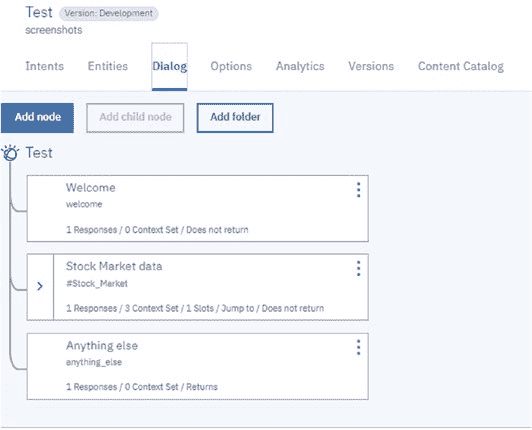 Test Version: Development
screenshots
Intents Entities Dialog Options Analytics Versions Content Catalog
Add node Add child node Add folder
Test
Welcome
welcome
1 Responses / 0 Context Set / Does not return
Stock Market data
#Stock_Market
1 Responses / 3 Context Set / 1 Slots / Jump to / Does not return
Anything else
anything_else
1 Responses / 0 Context Set / Returns